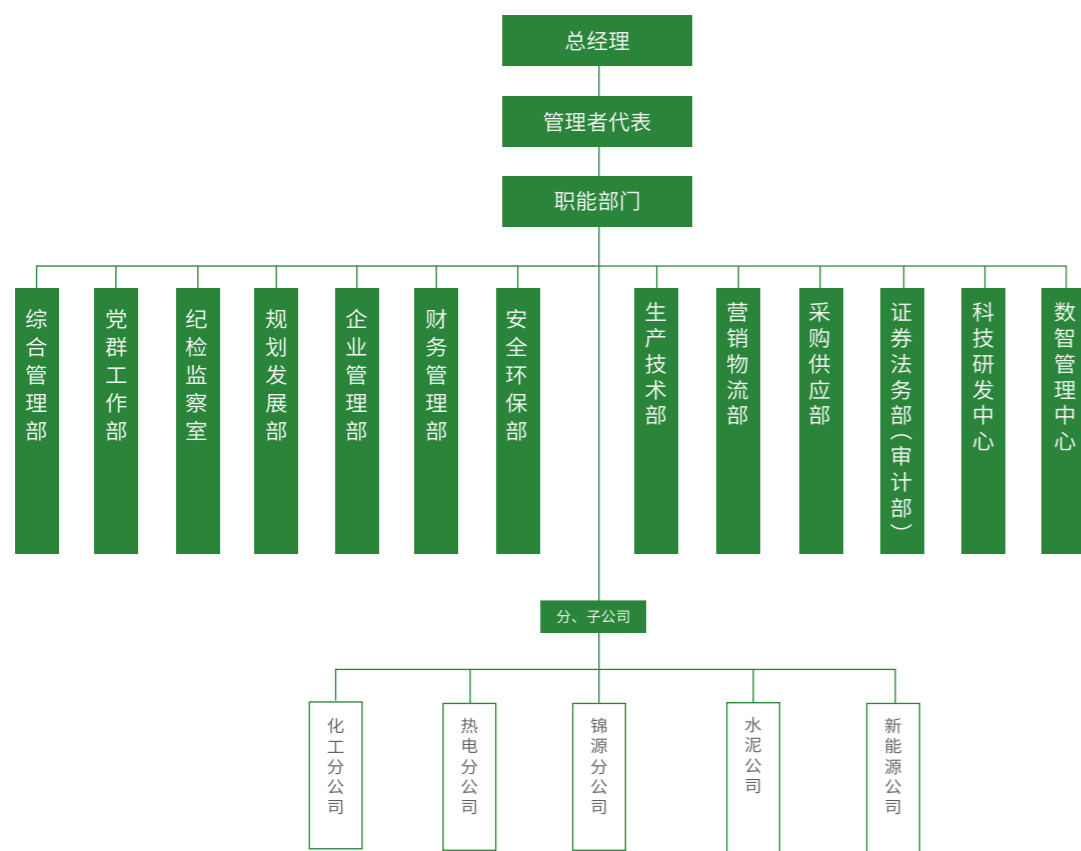 总经理
管理者代表
职能部门
综合管理部
党群工作部
纪检监察室
规划发展部
企业管理部
财务管理部
安全环保部
生产技术部
营销物流部
采购供应部
证券法务部（审计部）
科技研发中心
数智管理中心
分、子公司
化工分公司
热电分公司
锦源分公司
水泥公司
新能源公司